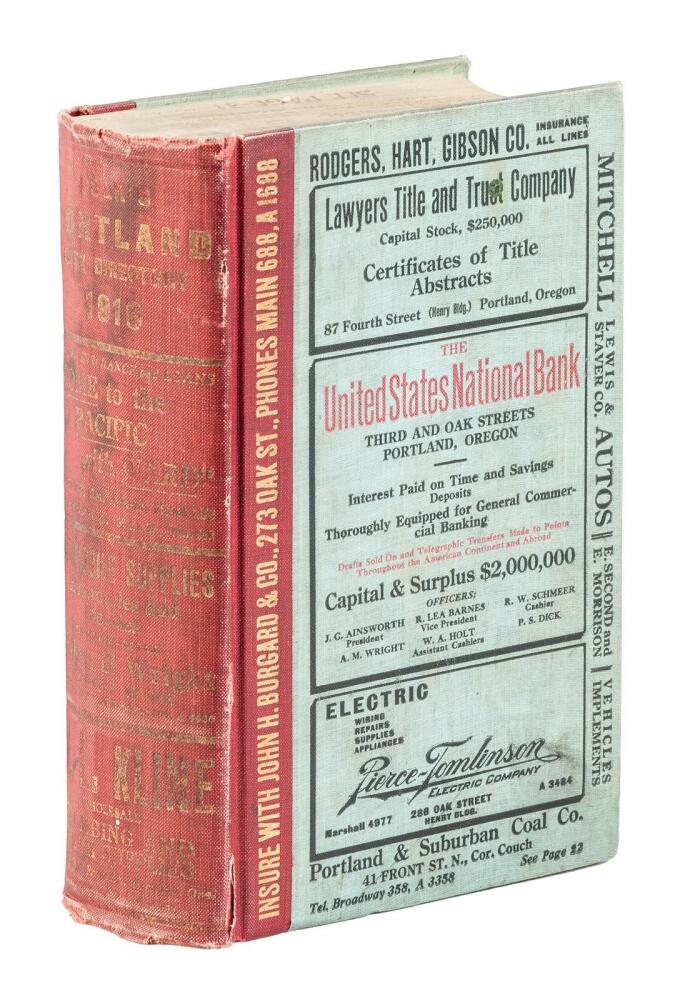 PORTLAND
CITY DIRECTORY
1916
to the
PACIFIC
SUPPLIES
Wright
KLINE
WHOLESALE
AND
INSURE WITH JOHN H. BURGARD & CO., 273 OAK ST., PHONES MAIN 688, A1688
RODGERS, HART, GIBSON CO. INSURANCE ALL LINES
Lawyers Title and Trust Company
Capital Stock, $250,000
Certificates of Title
Abstracts
87 Fourth Street (Henry Bldg.) Portland, Oregon
THE
United States National Bank
THIRD AND OAK STREETS
PORTLAND, OREGON
Interest Paid on Time and Savings
Deposits
Thoroughly Equipped for General Commer-
cial Banking
Drafts Sold On and Telegraphic Transfers Made to Points
Throughout the American Continent and Abroad
Capital & Surplus $2,000,000
OFFICERS:
J. C. AINSWORTH R. LEA BARNES R. W. SCHMEER
President Vice President Cashier
A. M. WRIGHT W. A. HOLT P. S. DICK
Assistant Cashiers
ELECTRIC
WIRING
REPAIRS
SUPPLIES
APPLIANCES
Pierce-Tomlinson
ELECTRIC COMPANY
Marshall 4977 286 OAK STREET A 3484
HENRY BLDG.
Portland & Suburban Coal Co.
41 FRONT ST. N., Cor. Couch
Tel. Broadway 358, A 3358 See Page
MITCHELL LEWIS & STAVER CO. AUTOS E. SECOND and E. MORRISON VEHICLES IMPLEMENTS